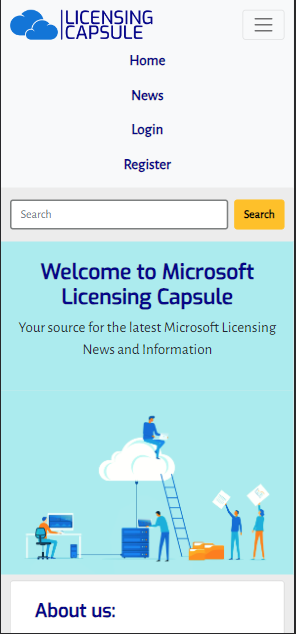 LICENSING
CAPSULE
Home
News
Login
Register
Search
Search
Welcome to Microsoft
Licensing Capsule
Your source for the latest Microsoft Licensing
News and Information
About us: